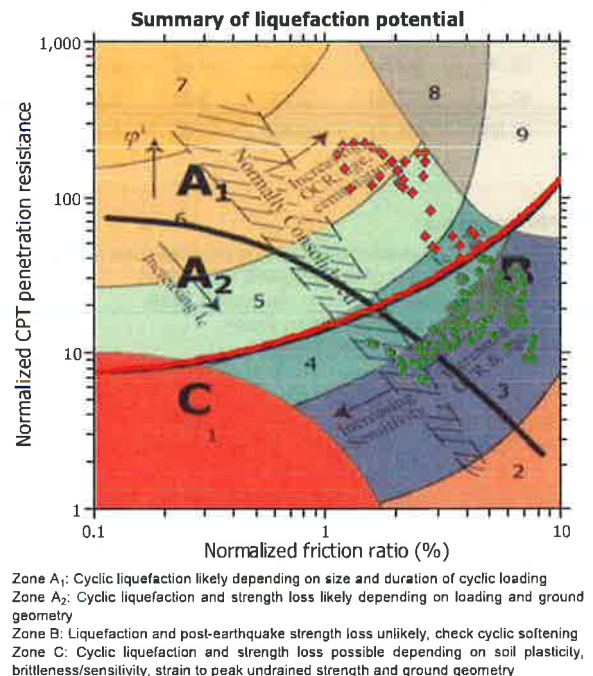 Summary of liquefaction potential
Normalized CPT penetration resistance
1,000
100
10
1
7
8
9
φ'
A₁
Normally Consolidated
6
A₂
Increasing Ic
5
B
4
3
C
1
Increasing
sensitivity
2
0.1
1
10
Normalized friction ratio (%)
Zone A₁: Cyclic liquefaction likely depending on size and duration of cyclic loading
Zone A₂: Cyclic liquefaction and strength loss likely depending on loading and ground
geometry
Zone B: Liquefaction and post-earthquake strength loss unlikely, check cyclic softening
Zone C: Cyclic liquefaction and strength loss possible depending on soil plasticity,
brittleness/sensitivity, strain to peak undrained strength and ground geometry